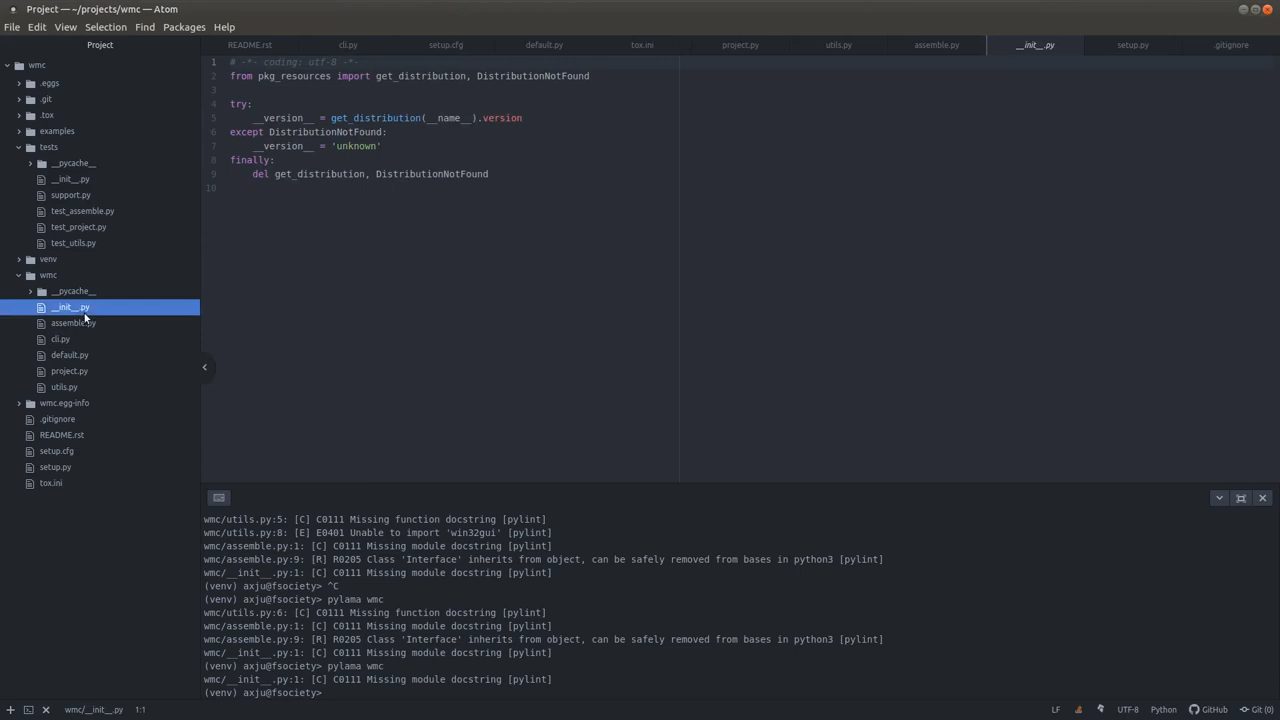 Project — ~/projects/wmc — Atom
File Edit View Selection Find Packages Help
Project
README.rst cli.py setup.cfg default.py tox.ini project.py utils.py assemble.py __init__.py setup.py .gitignore
wmc
.eggs
.git
.tox
examples
tests
__pycache__
__init__.py
support.py
test_assemble.py
test_project.py
test_utils.py
venv
wmc
__pycache__
__init__.py
assemble.py
cli.py
default.py
project.py
utils.py
wmc.egg-info
.gitignore
README.rst
setup.cfg
setup.py
tox.ini
1 # -*- coding: utf-8 -*-
2 from pkg_resources import get_distribution, DistributionNotFound
3
4 try:
5 __version__ = get_distribution(__name__).version
6 except DistributionNotFound:
7 __version__ = 'unknown'
8 finally:
9 del get_distribution, DistributionNotFound
10
wmc/utils.py:5: [C] C0111 Missing function docstring [pylint]
wmc/utils.py:8: [E] E0401 Unable to import 'win32gui' [pylint]
wmc/assemble.py:1: [C] C0111 Missing module docstring [pylint]
wmc/assemble.py:9: [R] R0205 Class 'Interface' inherits from object, can be safely removed from bases in python3 [pylint]
wmc/__init__.py:1: [C] C0111 Missing module docstring [pylint]
(venv) axju@fsociety> ^C
(venv) axju@fsociety> pylama wmc
wmc/utils.py:6: [C] C0111 Missing function docstring [pylint]
wmc/assemble.py:1: [C] C0111 Missing module docstring [pylint]
wmc/assemble.py:9: [R] R0205 Class 'Interface' inherits from object, can be safely removed from bases in python3 [pylint]
wmc/__init__.py:1: [C] C0111 Missing module docstring [pylint]
(venv) axju@fsociety> pylama wmc
wmc/__init__.py:1: [C] C0111 Missing module docstring [pylint]
(venv) axju@fsociety>
wmc/__init__.py 1:1 LF UTF-8 Python GitHub Git (0)